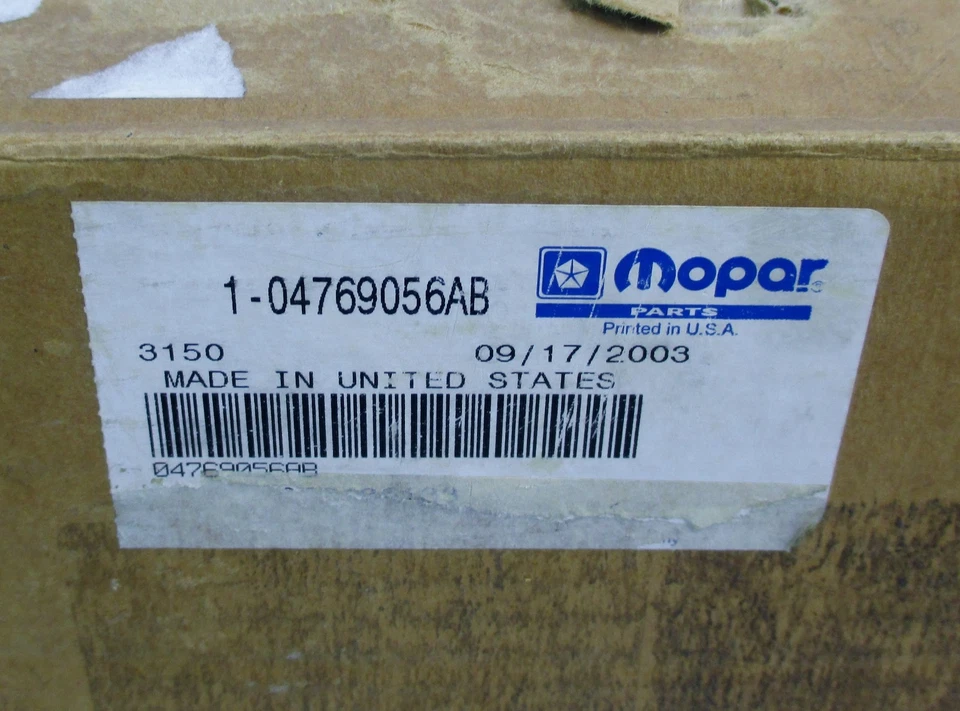 1-04769056AB
Mopar
PARTS
Printed in U.S.A.
3150 09/17/2003
MADE IN UNITED STATES
04769056AB